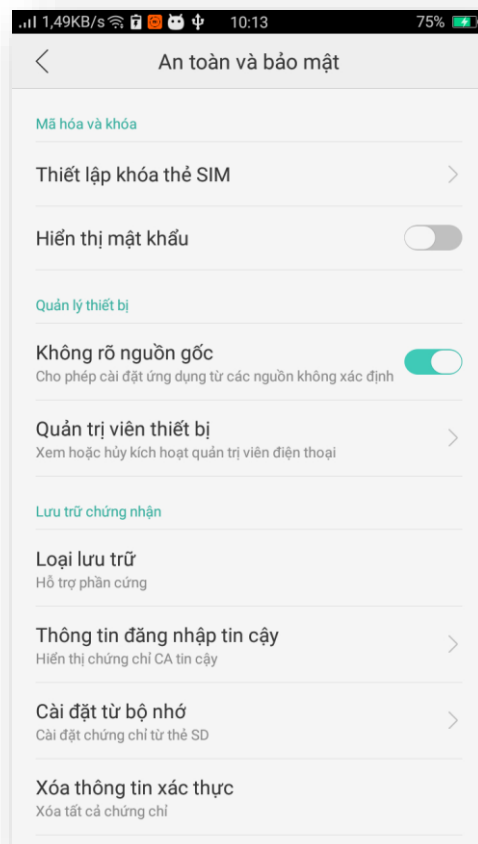 1,49KB/s 10:13 75%
An toàn và bảo mật
Mã hóa và khóa
Thiết lập khóa thẻ SIM
Hiển thị mật khẩu
Quản lý thiết bị
Không rõ nguồn gốc
Cho phép cài đặt ứng dụng từ các nguồn không xác định
Quản trị viên thiết bị
Xem hoặc hủy kích hoạt quản trị viên điện thoại
Lưu trữ chứng nhận
Loại lưu trữ
Hỗ trợ phần cứng
Thông tin đăng nhập tin cậy
Hiển thị chứng chỉ CA tin cậy
Cài đặt từ bộ nhớ
Cài đặt chứng chỉ từ thẻ SD
Xóa thông tin xác thực
Xóa tất cả chứng chỉ